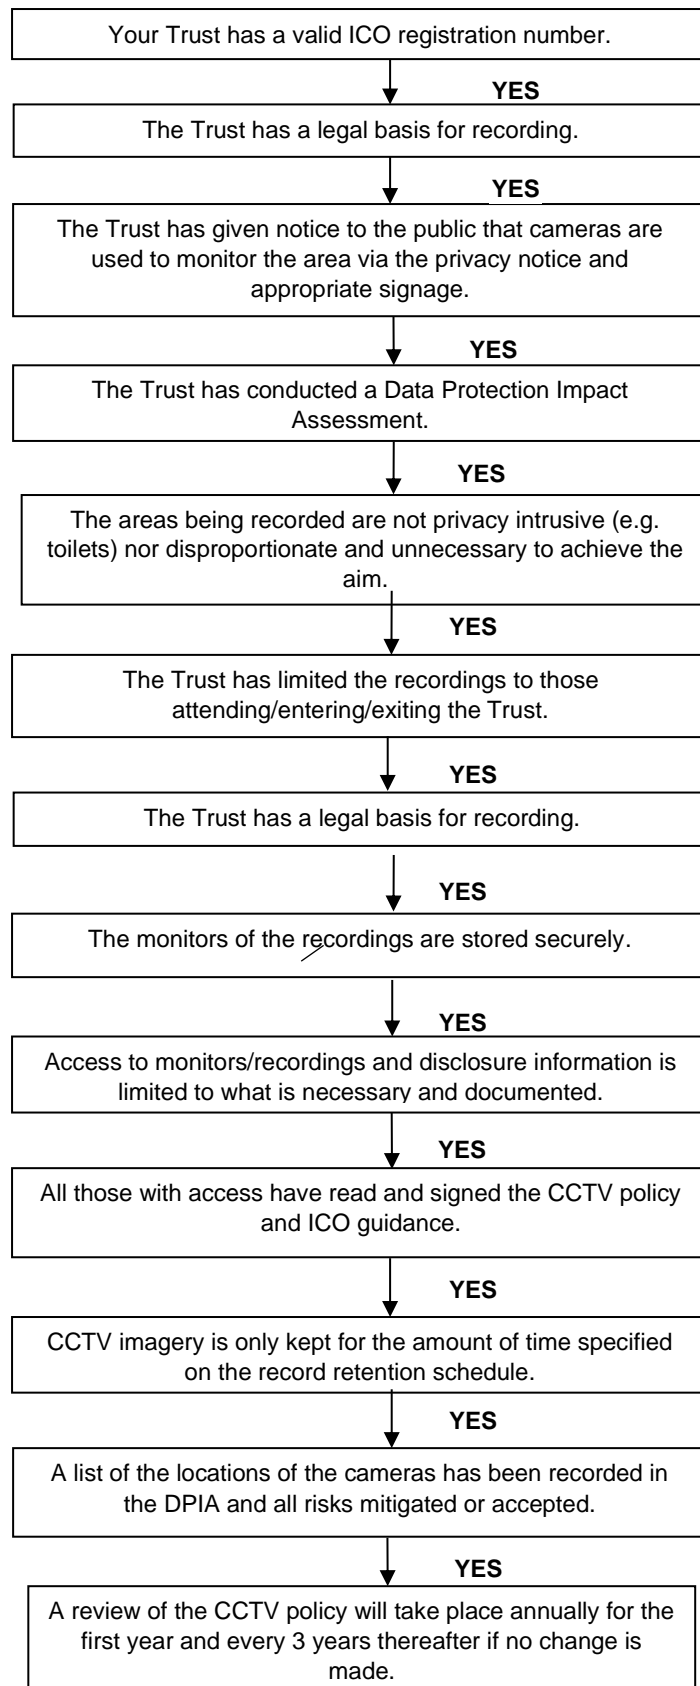 Your Trust has a valid ICO registration number.
YES
The Trust has a legal basis for recording.
YES
The Trust has given notice to the public that cameras are
used to monitor the area via the privacy notice and
appropriate signage.
YES
The Trust has conducted a Data Protection Impact
Assessment.
YES
The areas being recorded are not privacy intrusive (e.g.
toilets) nor disproportionate and unnecessary to achieve the
aim.
YES
The Trust has limited the recordings to those
attending/entering/exiting the Trust.
YES
The Trust has a legal basis for recording.
YES
The monitors of the recordings are stored securely.
YES
Access to monitors/recordings and disclosure information is
limited to what is necessary and documented.
YES
All those with access have read and signed the CCTV policy
and ICO guidance.
YES
CCTV imagery is only kept for the amount of time specified
on the record retention schedule.
YES
A list of the locations of the cameras has been recorded in
the DPIA and all risks mitigated or accepted.
YES
A review of the CCTV policy will take place annually for the
first year and every 3 years thereafter if no change is
made.